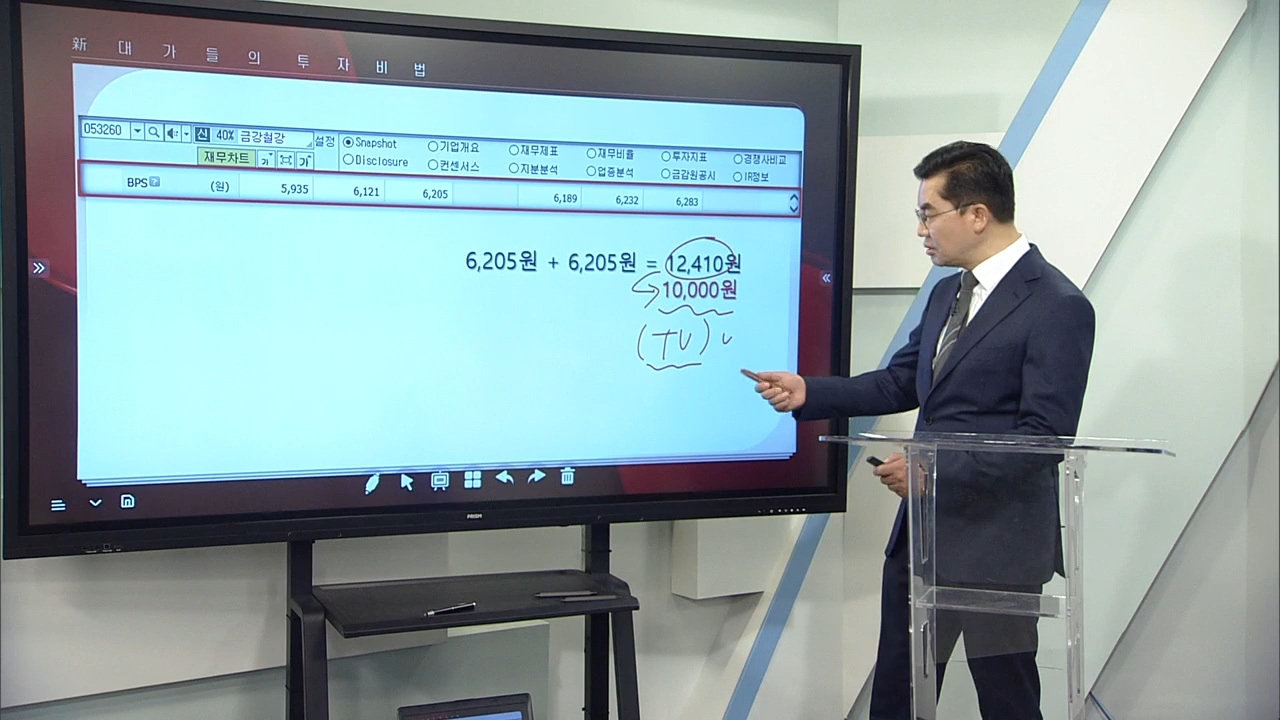 新 대 가 들 의 투 자 비 법
053260 신 40% 금강철강 설정 Snapshot 기업개요 재무제표 재무비율 투자지표 경쟁사비교
재무차트 Disclosure 컨센서스 지분분석 업종분석 금감원공시 IR정보
BPS (원) 5,935 6,121 6,205 6,189 6,232 6,283
6,205원 + 6,205원 = 12,410원
10,000원
(TV)
PRISM